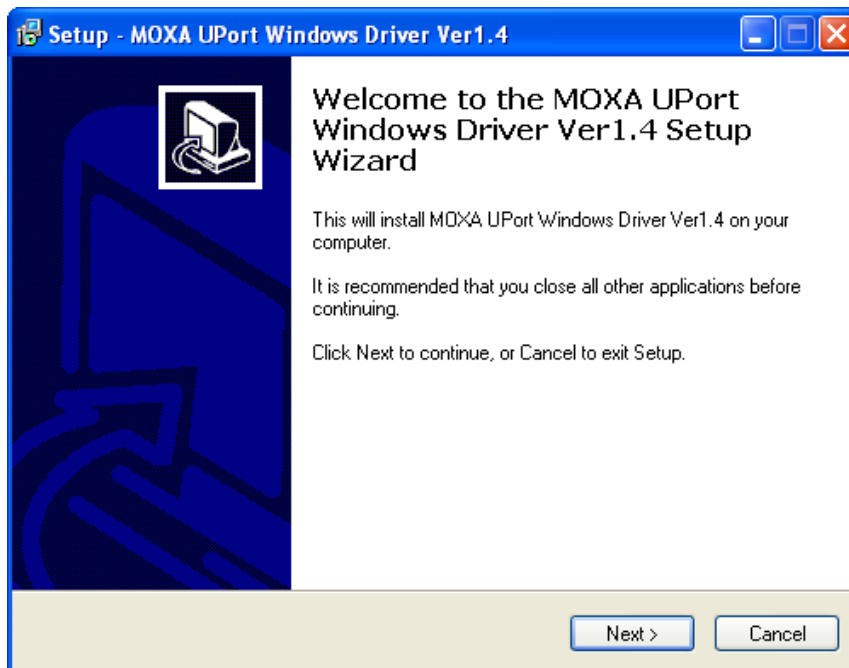 Setup - MOXA UPort Windows Driver Ver1.4
Welcome to the MOXA UPort
Windows Driver Ver1.4 Setup
Wizard
This will install MOXA UPort Windows Driver Ver1.4 on your
computer.
It is recommended that you close all other applications before
continuing.
Click Next to continue, or Cancel to exit Setup.
Next >
Cancel